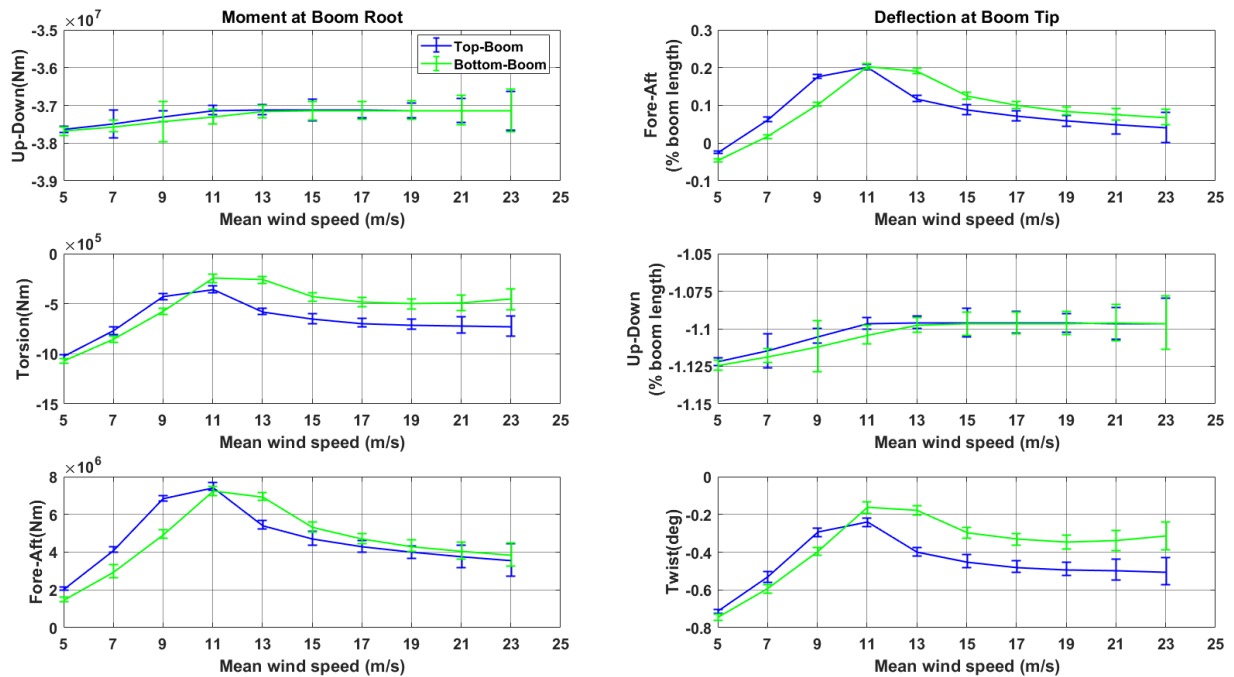 Moment at Boom Root
×10^7
-3.5
-3.6
-3.7
-3.8
-3.9
Up-Down(Nm)
Top-Boom
Bottom-Boom
5 7 9 11 13 15 17 19 21 23 25
Mean wind speed (m/s)
Deflection at Boom Tip
0.3
0.2
0.1
0
-0.1
Fore-Aft
(% boom length)
5 7 9 11 13 15 17 19 21 23 25
Mean wind speed (m/s)
×10^5
0
-5
-10
-15
Torsion(Nm)
5 7 9 11 13 15 17 19 21 23 25
Mean wind speed (m/s)
-1.05
-1.075
-1.1
-1.125
-1.15
Up-Down
(% boom length)
5 7 9 11 13 15 17 19 21 23 25
Mean wind speed (m/s)
×10^6
8
6
4
2
0
Fore-Aft(Nm)
5 7 9 11 13 15 17 19 21 23 25
Mean wind speed (m/s)
0
-0.2
-0.4
-0.6
-0.8
Twist(deg)
5 7 9 11 13 15 17 19 21 23 25
Mean wind speed (m/s)